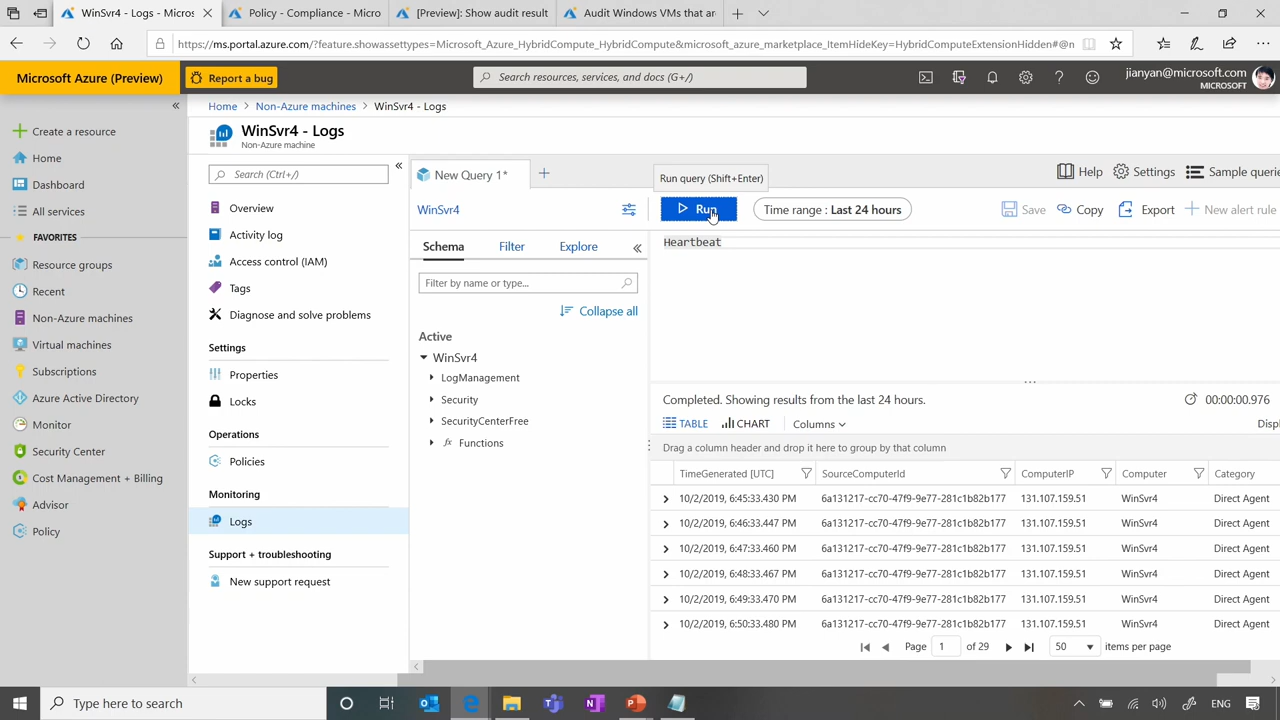 WinSvr4 - Logs - Micros
Policy - Compliance - Micro
[Preview]: Show audit result
Audit Windows VMs that ar
https://ms.portal.azure.com/?feature.showassettypes=Microsoft_Azure_HybridCompute_HybridCompute&microsoft_azure_marketplace_ItemHideKey=HybridComputeExtensionHidden#@n
Microsoft Azure (Preview)
Report a bug
Search resources, services, and docs (G+/)
jianyan@microsoft.com
MICROSOFT
Home > Non-Azure machines > WinSvr4 - Logs
WinSvr4 - Logs
Non-Azure machine
Create a resource
Home
Dashboard
All services
FAVORITES
Resource groups
Recent
Non-Azure machines
Virtual machines
Subscriptions
Azure Active Directory
Monitor
Security Center
Cost Management + Billing
Advisor
Policy
Search (Ctrl+/)
Overview
Activity log
Access control (IAM)
Tags
Diagnose and solve problems
Settings
Properties
Locks
Operations
Policies
Monitoring
Logs
Support + troubleshooting
New support request
New Query 1*
Run query (Shift+Enter)
Help
Settings
Sample querie
WinSvr4
Run
Time range : Last 24 hours
Save
Copy
Export
New alert rule
Schema
Filter
Explore
Filter by name or type...
Collapse all
Active
WinSvr4
LogManagement
Security
SecurityCenterFree
fx Functions
Heartbeat
Completed. Showing results from the last 24 hours.
00:00:00.976
TABLE
CHART
Columns
Displ
Drag a column header and drop it here to group by that column
TimeGenerated [UTC] SourceComputerId ComputerIP Computer Category
10/2/2019, 6:45:33.430 PM 6a131217-cc70-47f9-9e77-281c1b82b177 131.107.159.51 WinSvr4 Direct Agent
10/2/2019, 6:46:33.447 PM 6a131217-cc70-47f9-9e77-281c1b82b177 131.107.159.51 WinSvr4 Direct Agent
10/2/2019, 6:47:33.460 PM 6a131217-cc70-47f9-9e77-281c1b82b177 131.107.159.51 WinSvr4 Direct Agent
10/2/2019, 6:48:33.467 PM 6a131217-cc70-47f9-9e77-281c1b82b177 131.107.159.51 WinSvr4 Direct Agent
10/2/2019, 6:49:33.470 PM 6a131217-cc70-47f9-9e77-281c1b82b177 131.107.159.51 WinSvr4 Direct Agent
10/2/2019, 6:50:33.480 PM 6a131217-cc70-47f9-9e77-281c1b82b177 131.107.159.51 WinSvr4 Direct Agent
Page 1 of 29 50 items per page
Type here to search
ENG